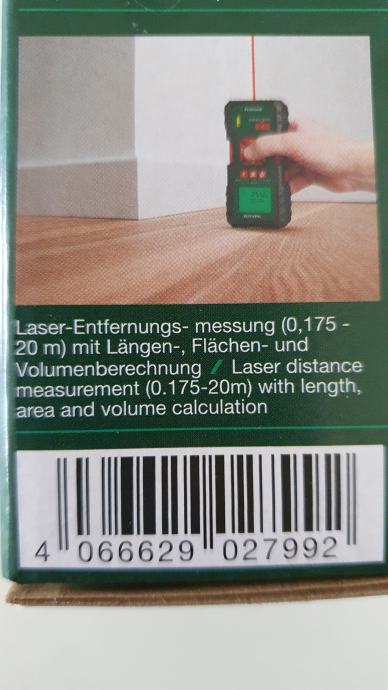 Laser-Entfernungs- messung (0,175 -
20 m) mit Längen-, Flächen- und
Volumenberechnung / Laser distance
measurement (0.175-20m) with length,
area and volume calculation
4 066629 027992